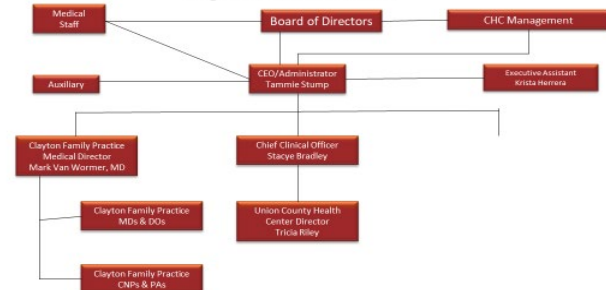 Medical
Staff
Board of Directors
CHC Management
Auxiliary
CEO/Administrator
Tammie Stump
Executive Assistant
Krista Herrera
Clayton Family Practice
Medical Director
Mark Van Wormer, MD
Chief Clinical Officer
Stacye Bradley
Clayton Family Practice
MDs & DOs
Union County Health
Center Director
Tricia Riley
Clayton Family Practice
CNPs & PAs